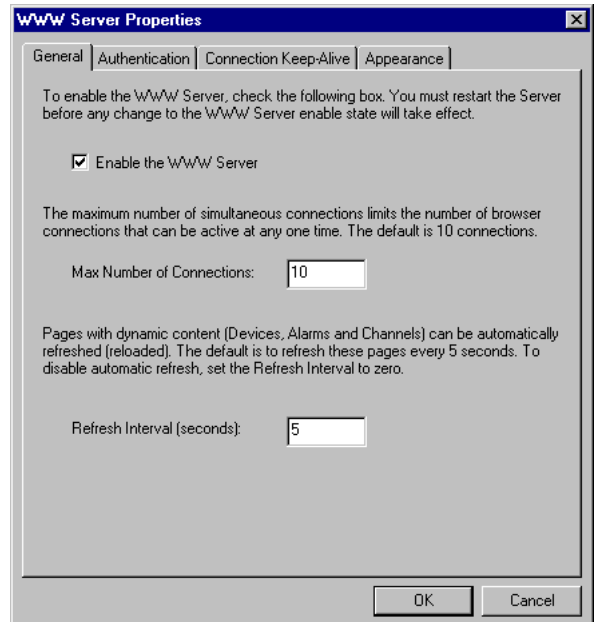 WWW Server Properties
General Authentication Connection Keep-Alive Appearance
To enable the WWW Server, check the following box. You must restart the Server
before any change to the WWW Server enable state will take effect.
Enable the WWW Server
The maximum number of simultaneous connections limits the number of browser
connections that can be active at any one time. The default is 10 connections.
Max Number of Connections: 10
Pages with dynamic content (Devices, Alarms and Channels) can be automatically
refreshed (reloaded). The default is to refresh these pages every 5 seconds. To
disable automatic refresh, set the Refresh Interval to zero.
Refresh Interval (seconds): 5
OK Cancel